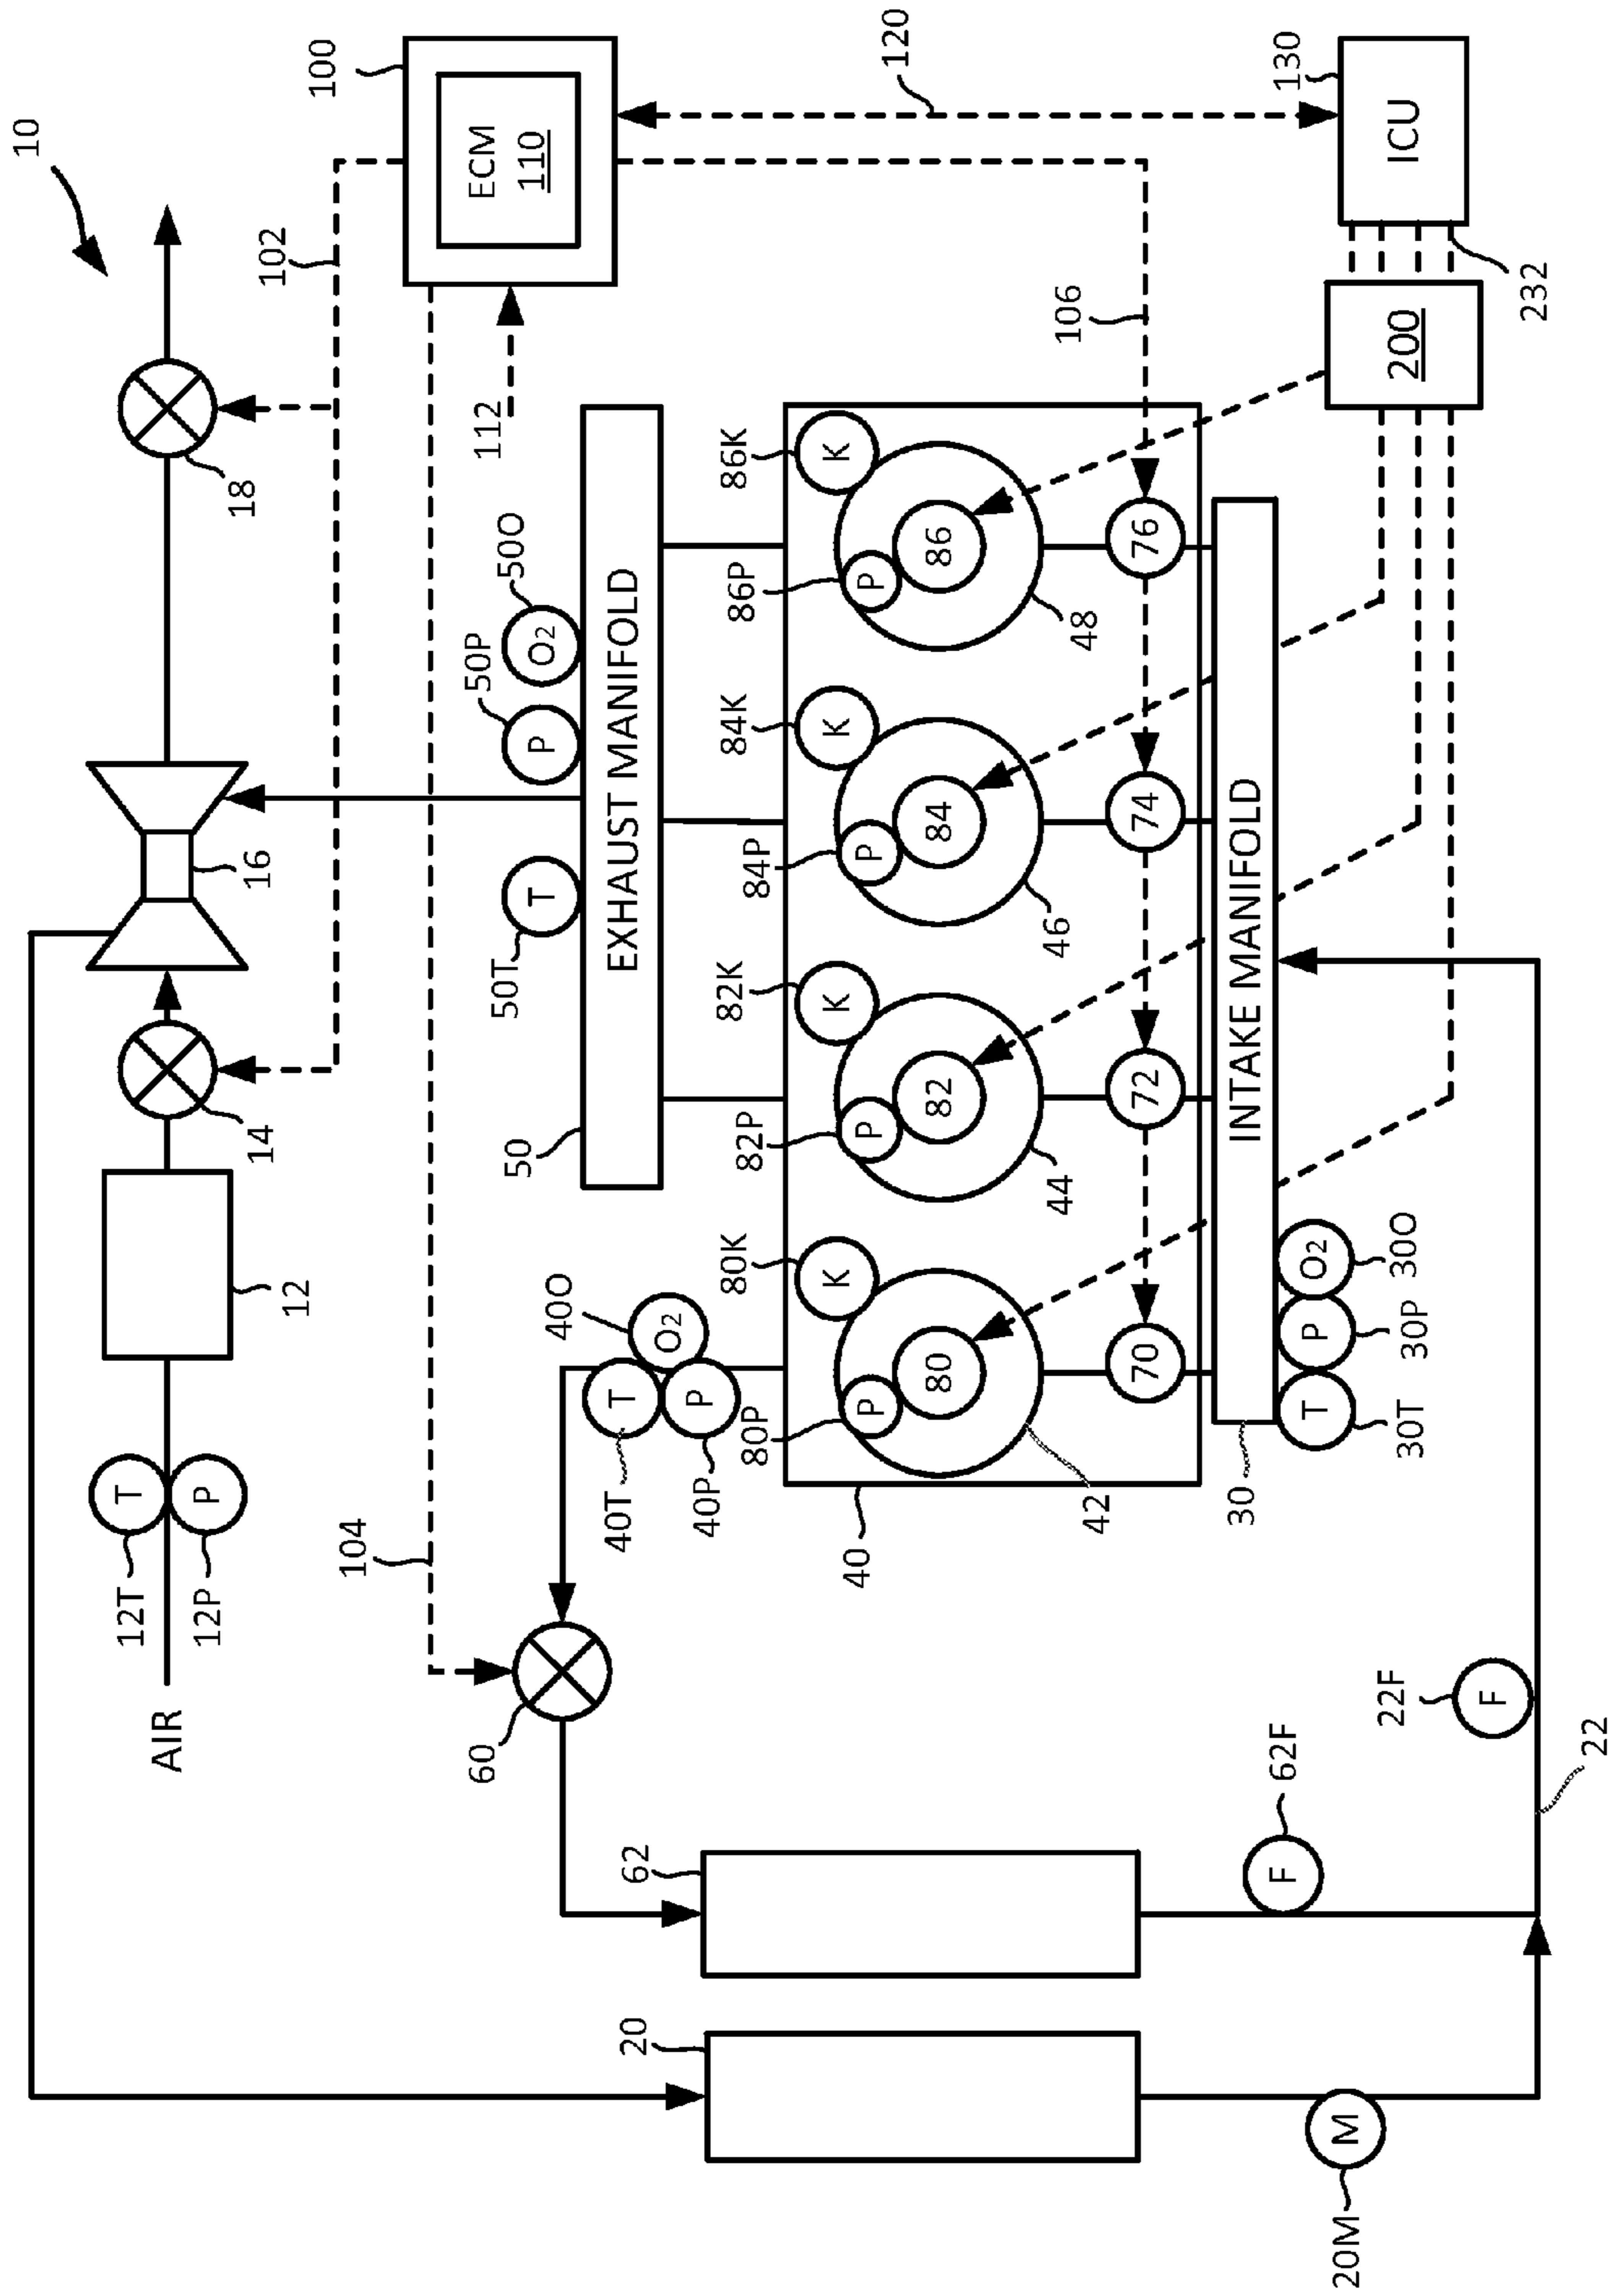 10
100
102
ECM
110
120
130
ICU
232
200
106
112
18
16
14
12
12T
T
12P
P
AIR
50O
O2
50P
P
50T
T
EXHAUST MANIFOLD
50
86K
K
86P
P
86
48
76
84K
K
84P
P
84
46
74
82K
K
82P
P
82
44
72
80K
K
80P
P
80
42
70
40O
O2
40T
T
40P
P
40
INTAKE MANIFOLD
30
30O
O2
30P
P
30T
T
104
60
62
62F
F
22F
F
22
20
20M
M